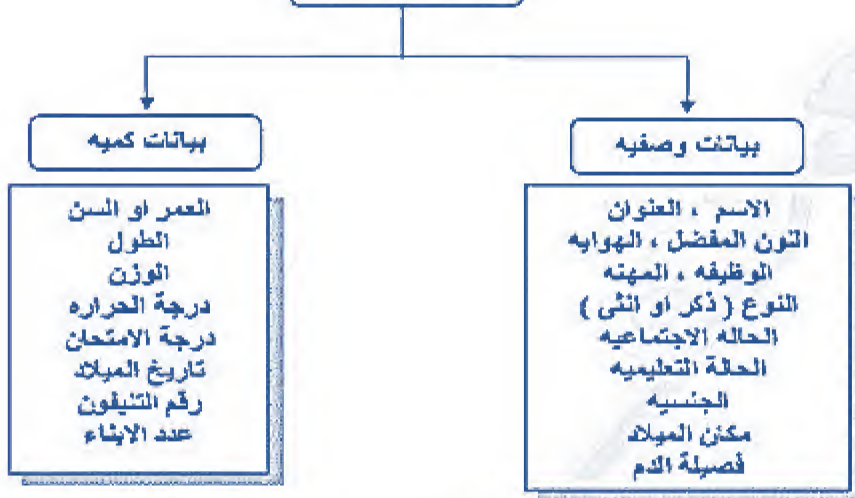 بيانات وصفيه
الاسم ، العنوان
اللون المفضل ، الهوايه
الوظيفه ، المهنه
النوع ( ذكر او انثى )
الحاله الاجتماعيه
الحالة التعليميه
الجنسيه
مكان الميلاد
فصيلة الدم
بيانات كميه
العمر او السن
الطول
الوزن
درجة الحراره
درجة الامتحان
تاريخ الميلاد
رقم التليفون
عدد الابناء